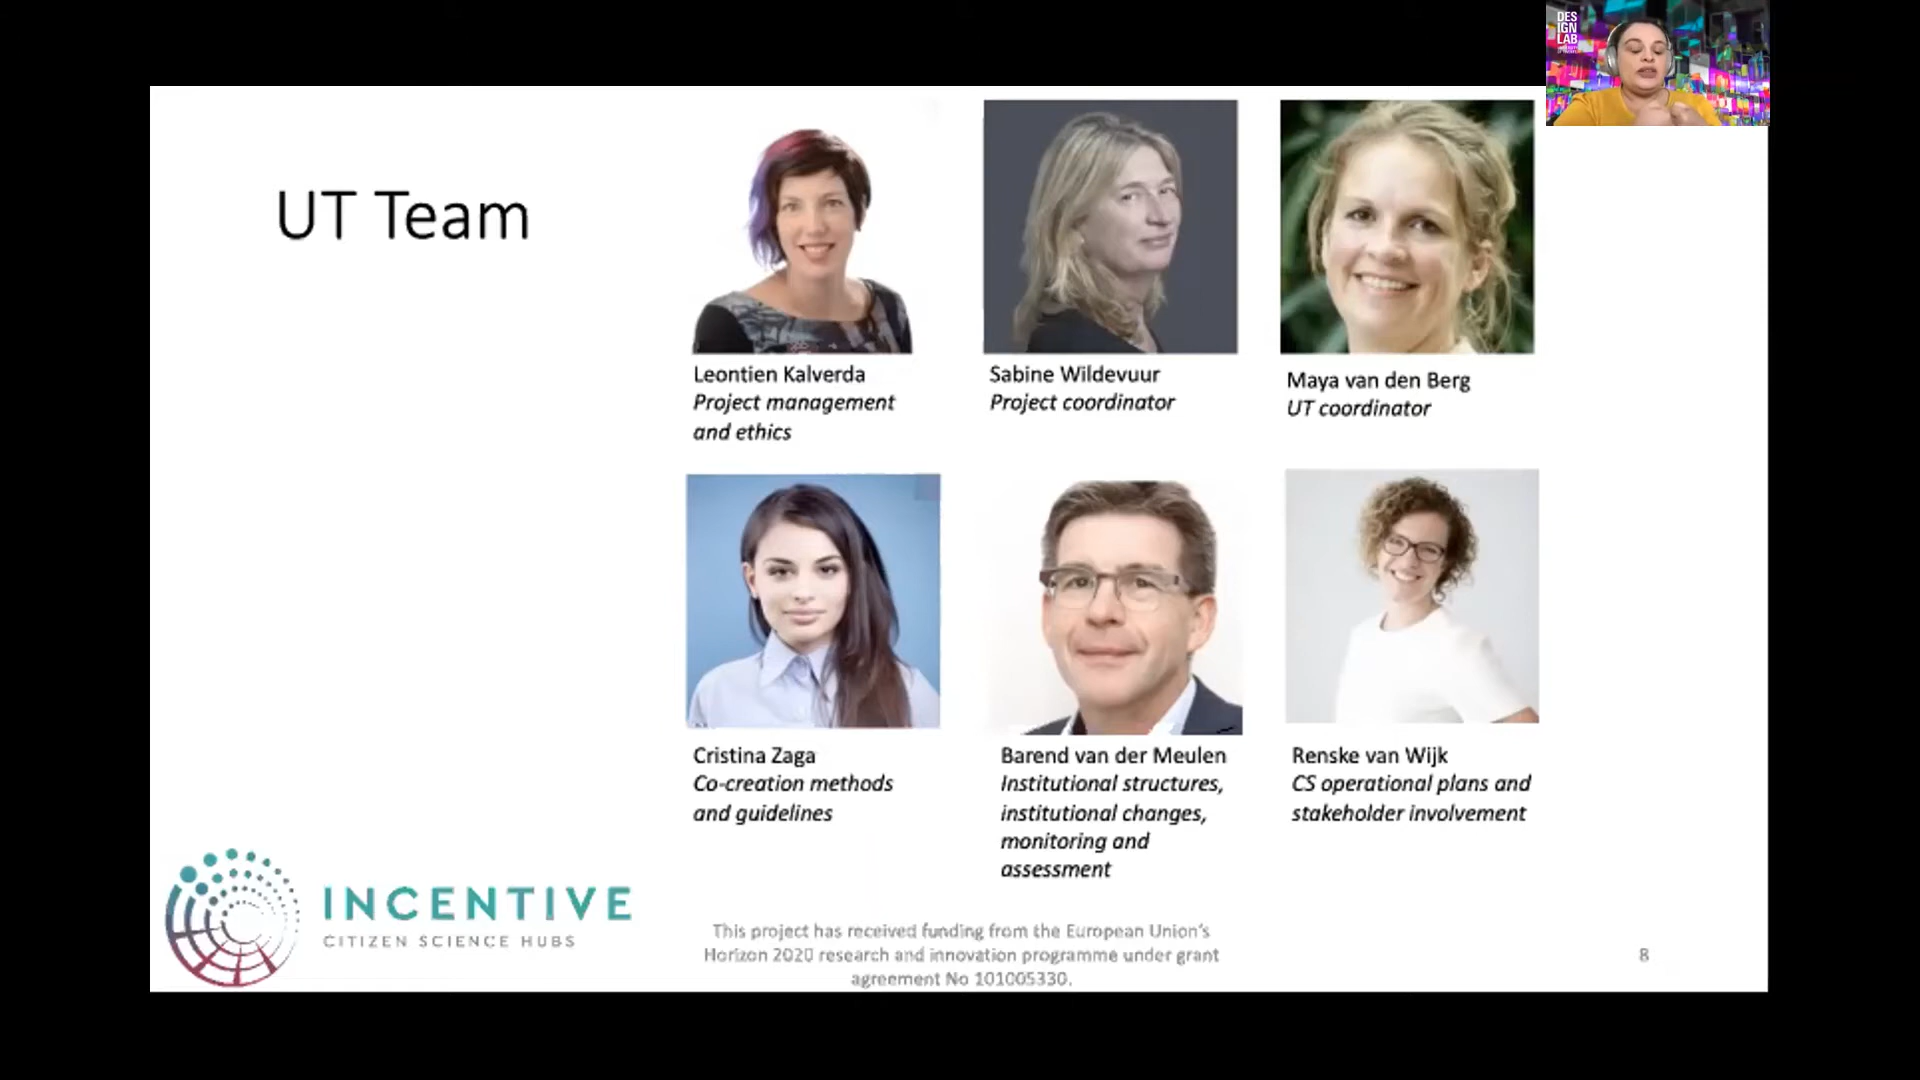 DES
IGN
LAB
UT Team
Leontien Kalverda
Project management
and ethics
Sabine Wildevuur
Project coordinator
Maya van den Berg
UT coordinator
Cristina Zaga
Co-creation methods
and guidelines
Barend van der Meulen
Institutional structures,
institutional changes,
monitoring and
assessment
Renske van Wijk
CS operational plans and
stakeholder involvement
INCENTIVE
CITIZEN SCIENCE HUBS
This project has received funding from the European Union's
Horizon 2020 research and innovation programme under grant
agreement No 101005330.
8